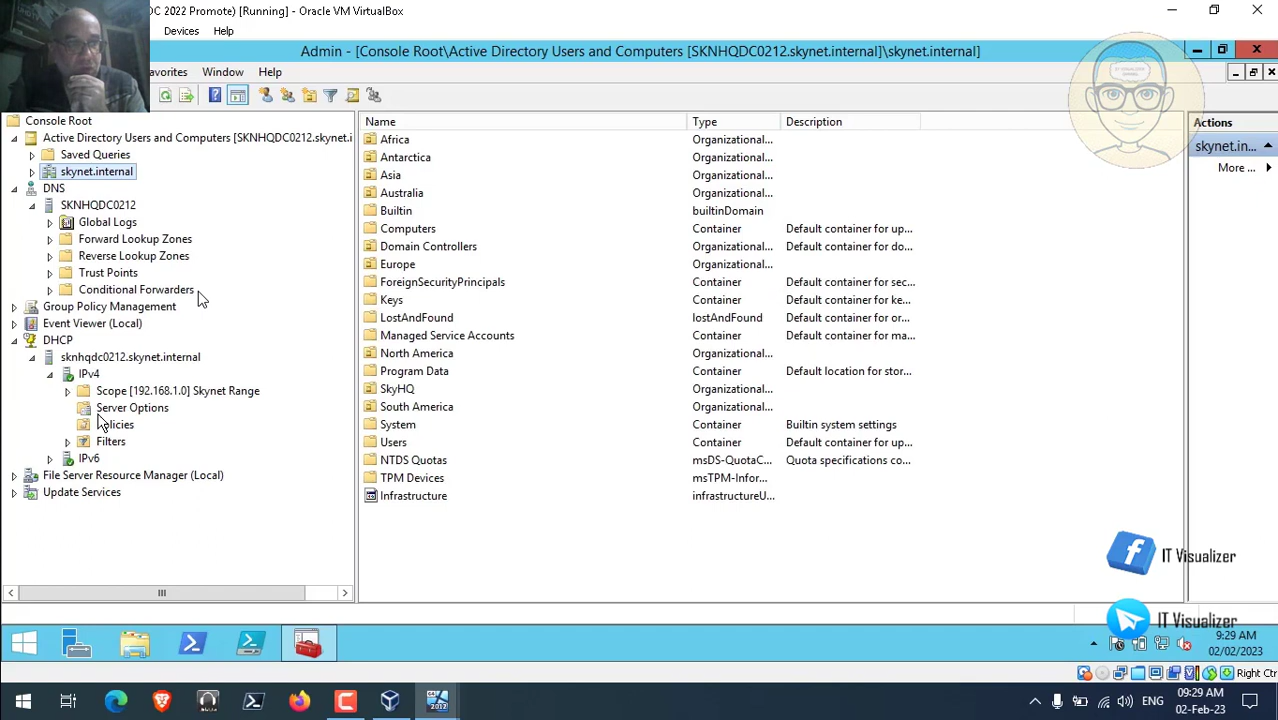 DC 2022 Promote) [Running] - Oracle VM VirtualBox
Devices Help
Admin - [Console Root\Active Directory Users and Computers [SKNHQDC0212.skynet.internal]\skynet.internal]
avorites Window Help
IT VISUALIZER
Console Root
Active Directory Users and Computers [SKNHQDC0212.skynet.i
Saved Queries
skynet.internal
DNS
SKNHQDC0212
Global Logs
Forward Lookup Zones
Reverse Lookup Zones
Trust Points
Conditional Forwarders
Group Policy Management
Event Viewer (Local)
DHCP
sknhqdc0212.skynet.internal
IPv4
Scope [192.168.1.0] Skynet Range
Server Options
olicies
Filters
IPv6
File Server Resource Manager (Local)
Update Services
Name Type Description
Africa Organizational...
Antarctica Organizational...
Asia Organizational...
Australia Organizational...
Builtin builtinDomain
Computers Container Default container for up...
Domain Controllers Organizational... Default container for do...
Europe Organizational...
ForeignSecurityPrincipals Container Default container for sec...
Keys Container Default container for ke...
LostAndFound lostAndFound Default container for or...
Managed Service Accounts Container Default container for ma...
North America Organizational...
Program Data Container Default location for stor...
SkyHQ Organizational...
South America Organizational...
System Container Builtin system settings
Users Container Default container for up...
NTDS Quotas msDS-QuotaC... Quota specifications co...
TPM Devices msTPM-Infor...
Infrastructure infrastructureU...
Actions
skynet.in...
More ...
IT Visualizer
IT Visualizer
9:29 AM
02/02/2023
Right Ctrl
ENG
09:29 AM
02-Feb-23